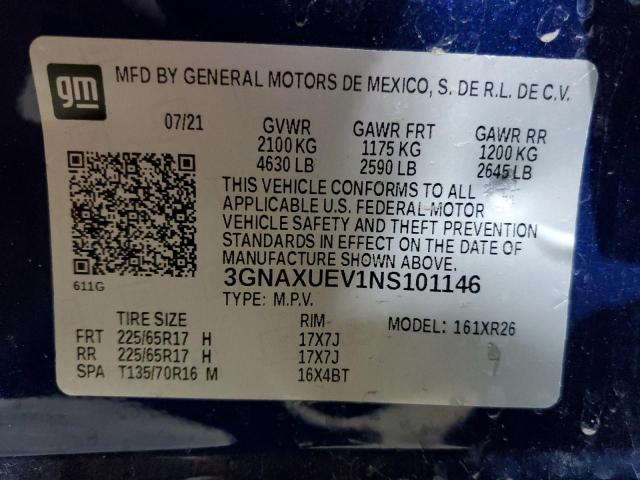 gm
MFD BY GENERAL MOTORS DE MEXICO, S. DE R.L. DE C.V.
07/21 GVWR GAWR FRT GAWR RR
2100 KG 1175 KG 1200 KG
4630 LB 2590 LB 2645 LB
THIS VEHICLE CONFORMS TO ALL
APPLICABLE U.S. FEDERAL MOTOR
VEHICLE SAFETY AND THEFT PREVENTION
STANDARDS IN EFFECT ON THE DATE OF
MANUFACTURE SHOWN ABOVE.
3GNAXUEV1NS101146
611G
TYPE: M.P.V.
TIRE SIZE RIM MODEL: 161XR26
FRT 225/65R17 H 17X7J
RR 225/65R17 H 17X7J
SPA T135/70R16 M 16X4BT